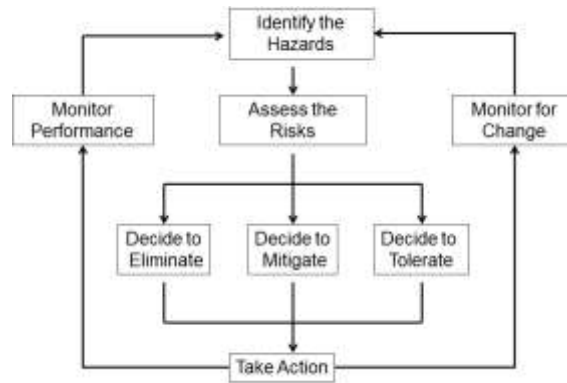 Identify the
Hazards
Monitor
Performance
Assess the
Risks
Monitor for
Change
Decide to
Eliminate
Decide to
Mitigate
Decide to
Tolerate
Take Action